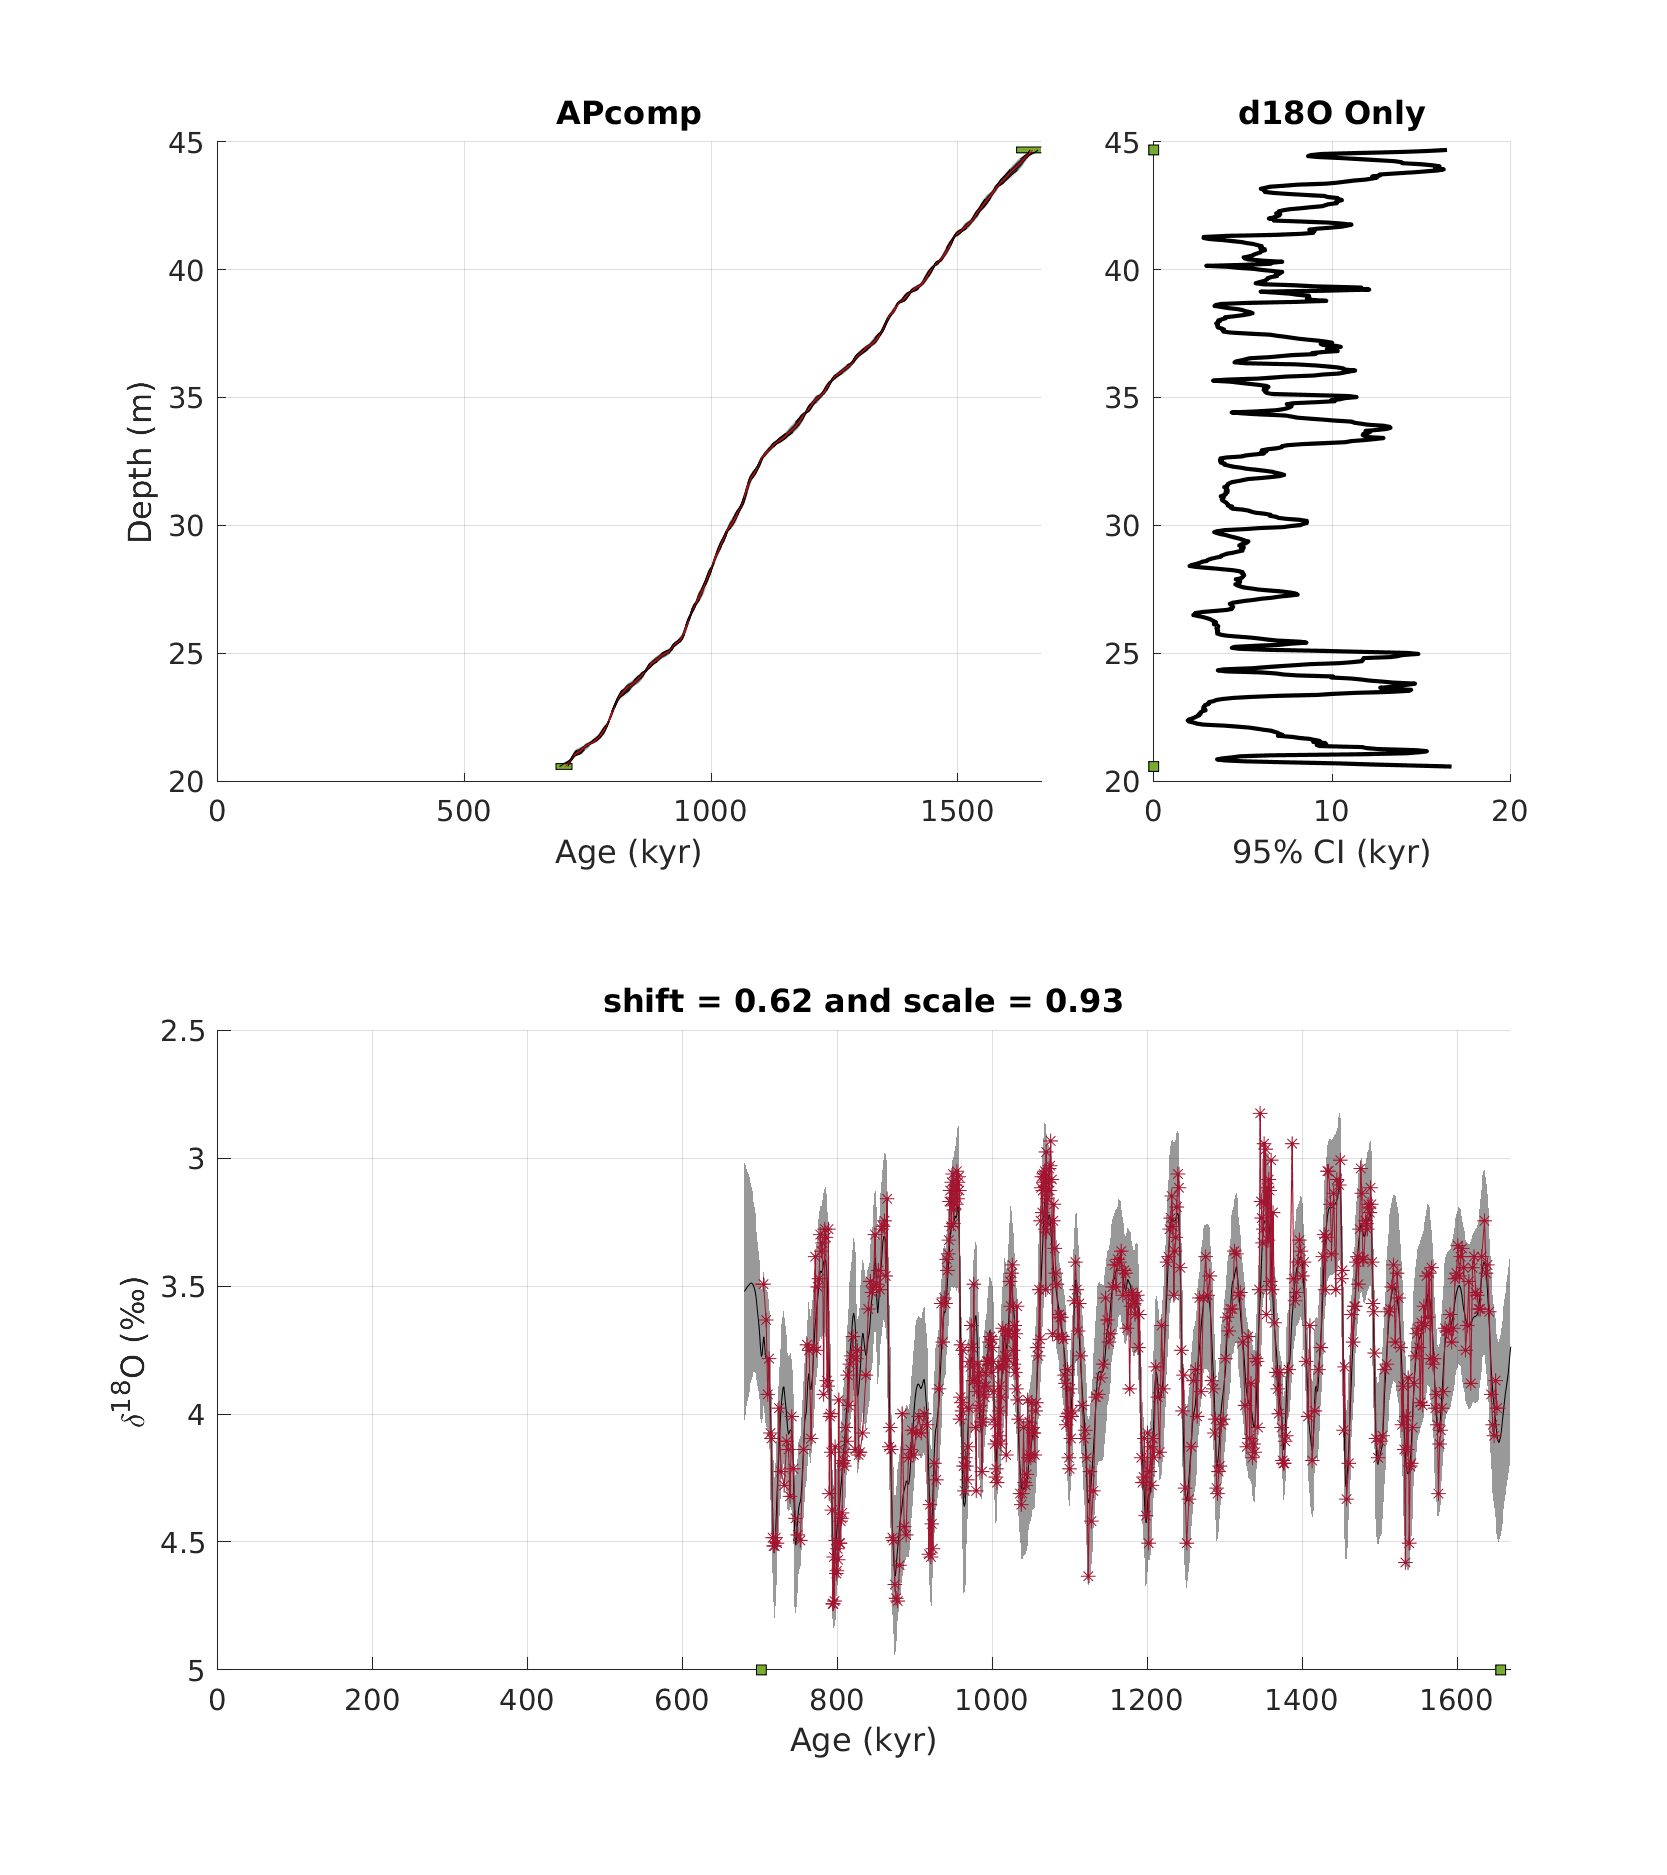 APcomp
45
40
35
30
25
20
Depth (m)
0 500 1000 1500
Age (kyr)
d18O Only
45
40
35
30
25
20
0 10 20
95% CI (kyr)
shift = 0.62 and scale = 0.93
2.5
3
3.5
4
4.5
5
δ¹⁸O (‰)
0 200 400 600 800 1000 1200 1400 1600
Age (kyr)